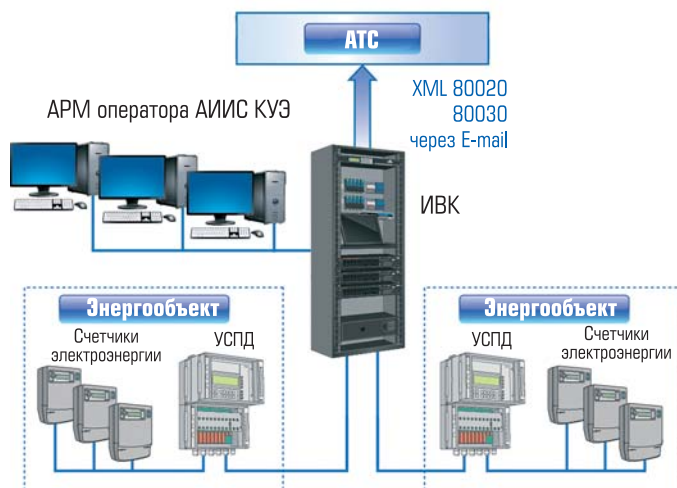 АТС
XML 80020
80030
через E-mail
АРМ оператора АИИС КУЭ
ИВК
Энергообъект
Счетчики
электроэнергии
УСПД
Энергообъект
УСПД
Счетчики
электроэнергии